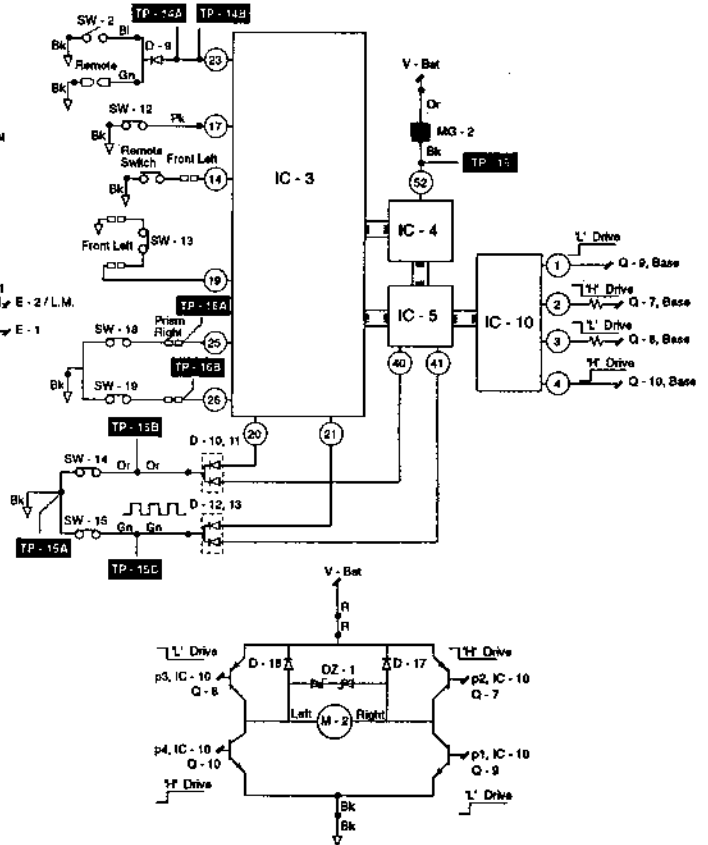 TP - 14A
TP - 14B
SW - 2
Bl
D - 9
Bk
23
Remote
Gn
SW - 12
Pk
17
Bk
Remote
Switch
Front Left
14
Bk
IC - 3
Front Left
SW - 13
19
E - 2 / L.M.
E - 1
TP - 16A
Prism
Right
SW - 18
25
TP - 16B
Bk
SW - 19
26
V - Bat
Or
MG - 2
Bk
52
IC - 4
IC - 5
40
41
IC - 10
'L' Drive
1
Q - 9, Base
'H' Drive
2
Q - 7, Base
'L' Drive
3
Q - 8, Base
'H' Drive
4
Q - 10, Base
20
21
TP - 15B
D - 10, 11
SW - 14
Or
Or
Bk
SW - 15
Gn
Gn
D - 12, 13
TP - 15A
TP - 15C
V - Bat
R
R
'L' Drive
D - 17
DZ - 1
'H' Drive
p3, IC - 10
p2, IC - 10
Q - 7
Left
M - 2
Right
p4, IC - 10
Q - 10
p1, IC - 10
Q - 9
'H' Drive
Bk
Bk
'L' Drive